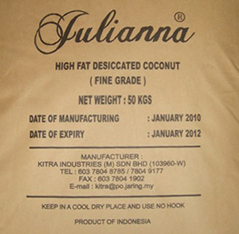 Julianna®
HIGH FAT DESICCATED COCONUT
( FINE GRADE )
NET WEIGHT : 50 KGS
DATE OF MANUFACTURING : JANUARY 2010
DATE OF EXPIRY : JANUARY 2012
MANUFACTURER :
KITRA INDUSTRIES (M) SDN BHD (103960-W)
TEL : 603 7804 8785 / 7804 9177
FAX : 603 7804 1902
E-mail : kitra@po.jaring.my
KEEP IN A COOL DRY PLACE AND USE NO HOOK
PRODUCT OF INDONESIA